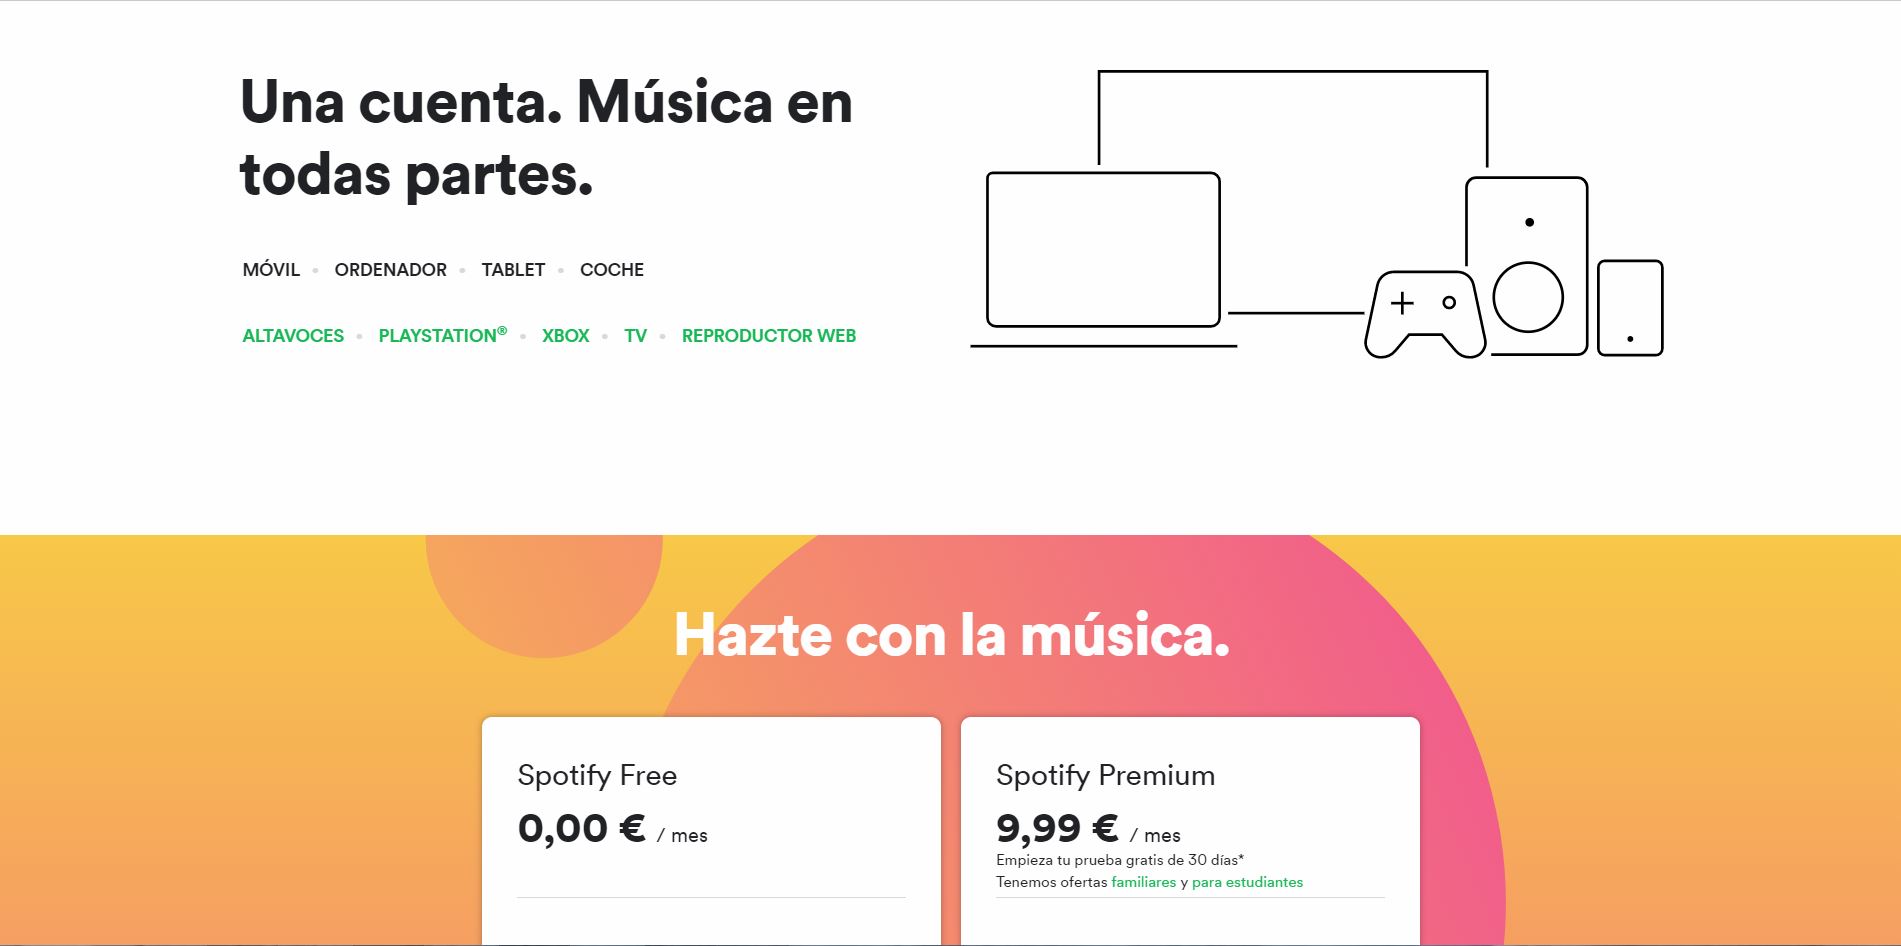 Una cuenta. Música en
todas partes.
MÓVIL • ORDENADOR • TABLET • COCHE
ALTAVOCES • PLAYSTATION® • XBOX • TV • REPRODUCTOR WEB
Hazte con la música.
Spotify Free
0,00 € / mes
Spotify Premium
9,99 € / mes
Empieza tu prueba gratis de 30 días*
Tenemos ofertas familiares y para estudiantes